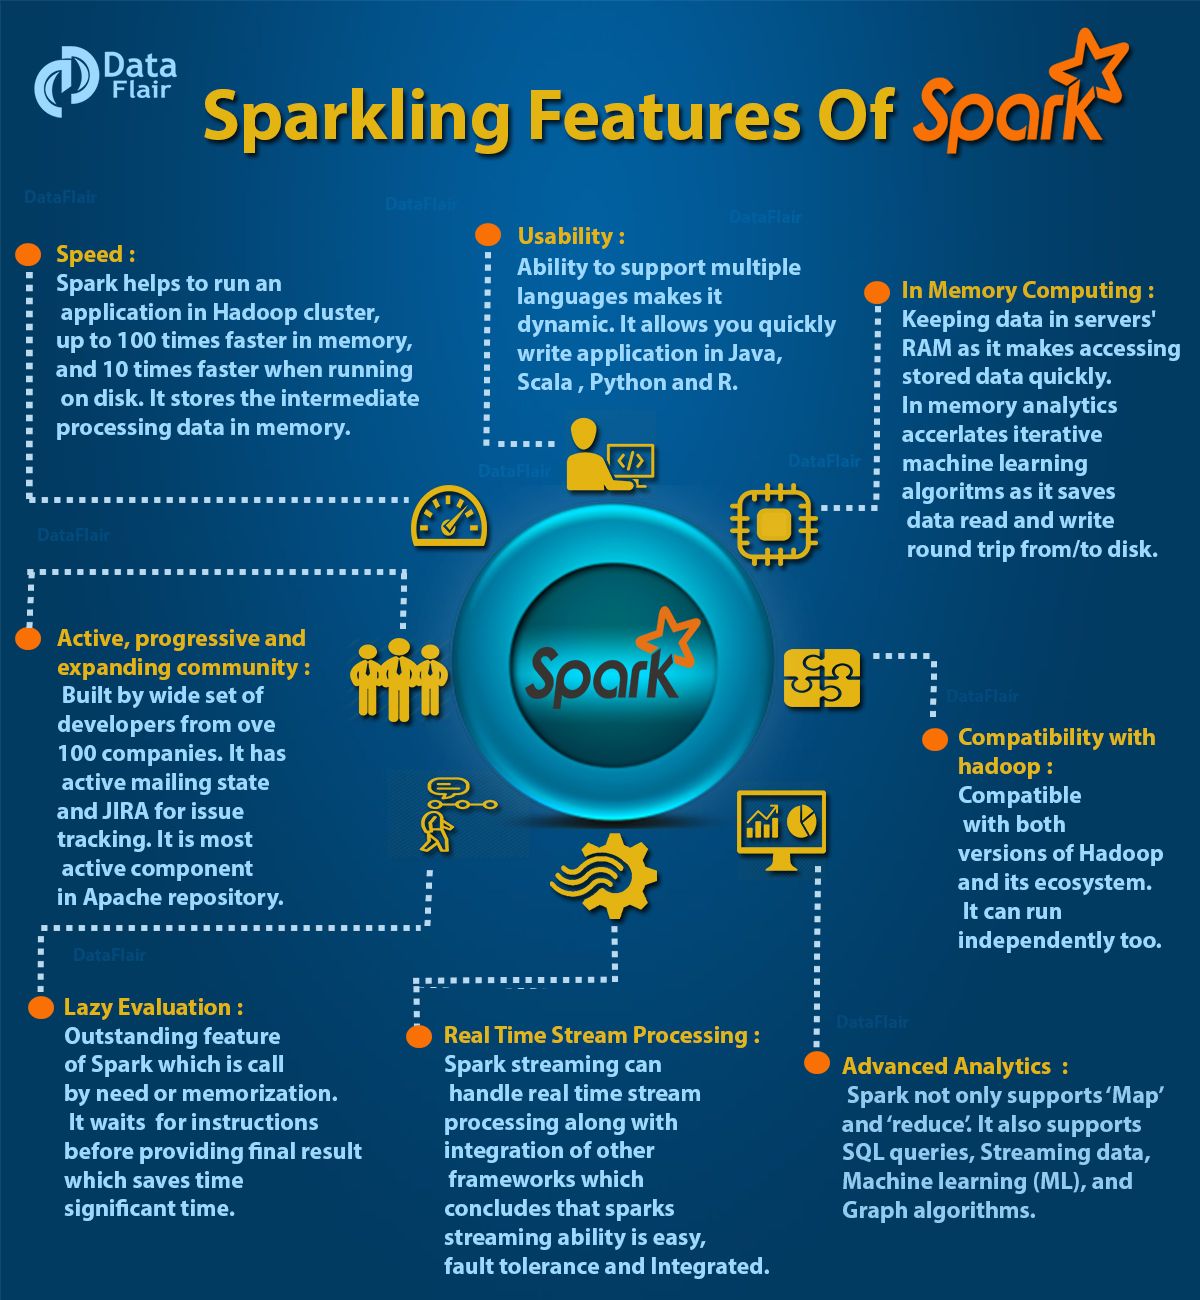 Data
Flair
Sparkling Features Of Spark
DataFlair
DataFlair
DataFlair
Speed :
Spark helps to run an
application in Hadoop cluster,
up to 100 times faster in memory,
and 10 times faster when running
on disk. It stores the intermediate
processing data in memory.
Usability :
Ability to support multiple
languages makes it
dynamic. It allows you quickly
write application in Java,
Scala , Python and R.
In Memory Computing :
Keeping data in servers'
RAM as it makes accessing
stored data quickly.
In memory analytics
accerlates iterative
machine learning
algoritms as it saves
data read and write
round trip from/to disk.
</>
DataFlair
DataFlair
DataFlair
Active, progressive and
expanding community :
Built by wide set of
developers from ove
100 companies. It has
active mailing state
and JIRA for issue
tracking. It is most
active component
in Apache repository.
Spark
DataFlair
Compatibility with
hadoop :
Compatible
with both
versions of Hadoop
and its ecosystem.
It can run
independently too.
DataFlair
Lazy Evaluation :
Outstanding feature
of Spark which is call
by need or memorization.
It waits  for instructions
before providing final result
which saves time
significant time.
Real Time Stream Processing :
Spark streaming can
handle real time stream
processing along with
integration of other
frameworks which
concludes that sparks
streaming ability is easy,
fault tolerance and Integrated.
DataFlair
Advanced Analytics  :
Spark not only supports ‘Map’
and ‘reduce’. It also supports
SQL queries, Streaming data,
Machine learning (ML), and
Graph algorithms.